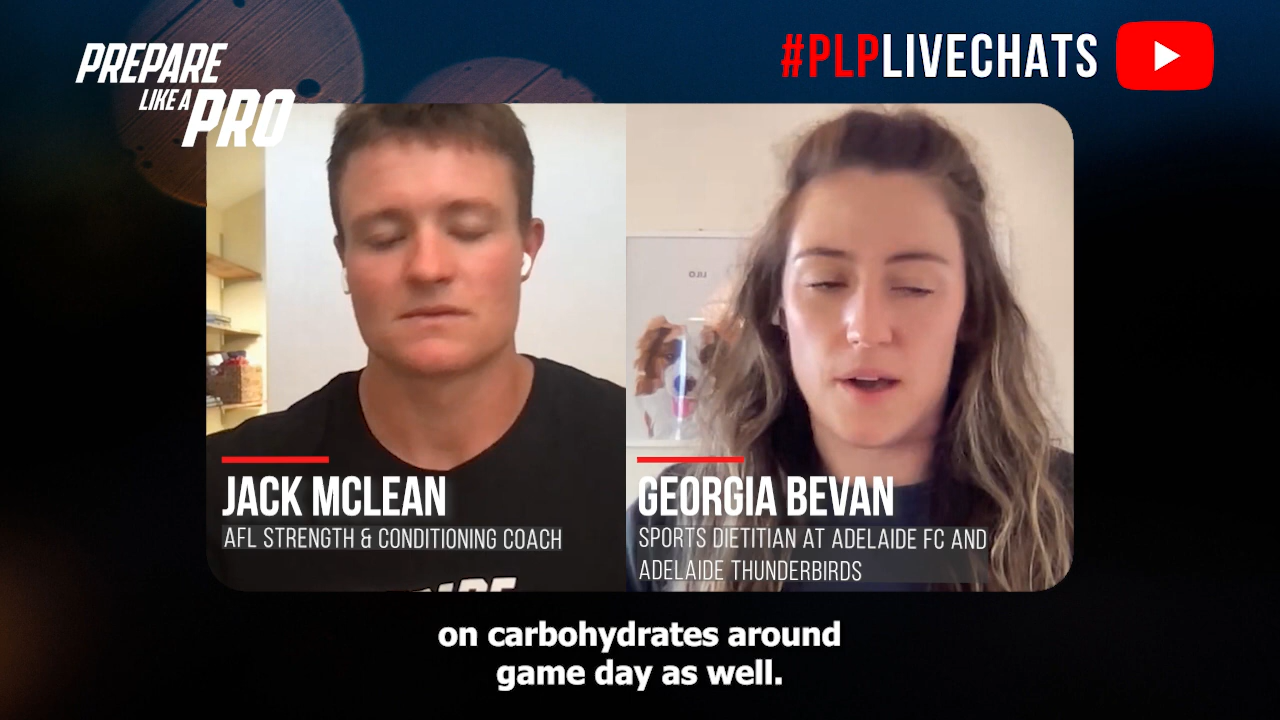 PREPARE
LIKE A
PRO
#PLPLIVECHATS
JACK MCLEAN
AFL STRENGTH & CONDITIONING COACH
GEORGIA BEVAN
SPORTS DIETITIAN AT ADELAIDE FC AND
ADELAIDE THUNDERBIRDS
on carbohydrates around
game day as well.